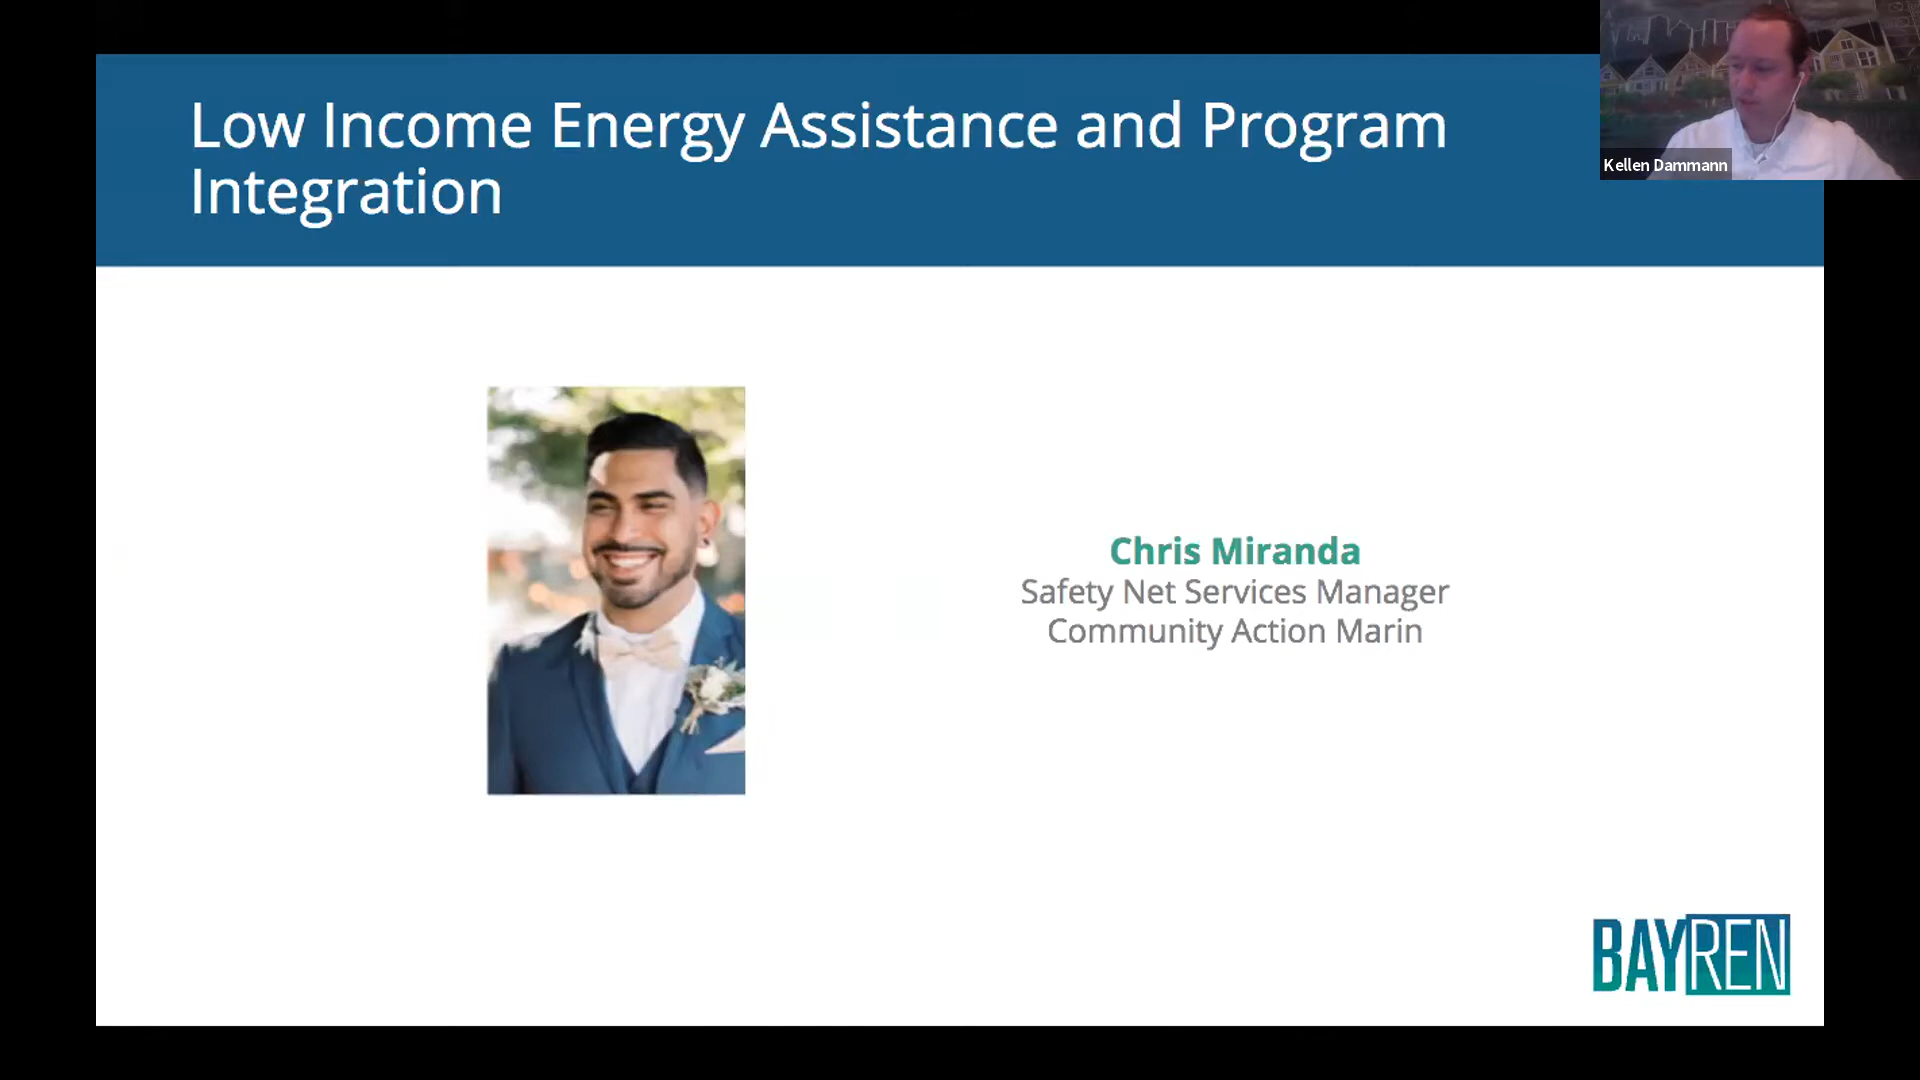 Low Income Energy Assistance and Program
Integration
Kellen Dammann
Chris Miranda
Safety Net Services Manager
Community Action Marin
BAYREN